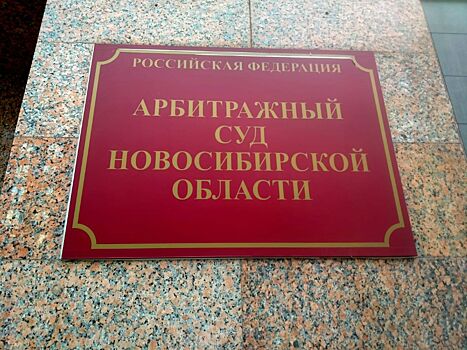 РОССИЙСКАЯ ФЕДЕРАЦИЯ
АРБИТРАЖНЫЙ
СУД
НОВОСИБИРСКОЙ
ОБЛАСТИ